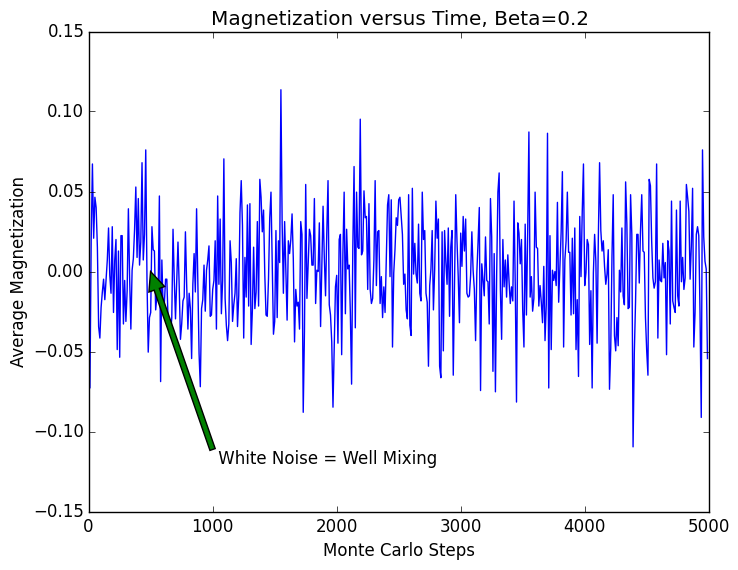 Magnetization versus Time, Beta=0.2
0.15
0.10
0.05
0.00
−0.05
−0.10
−0.15
Average Magnetization
White Noise = Well Mixing
0 1000 2000 3000 4000 5000
Monte Carlo Steps